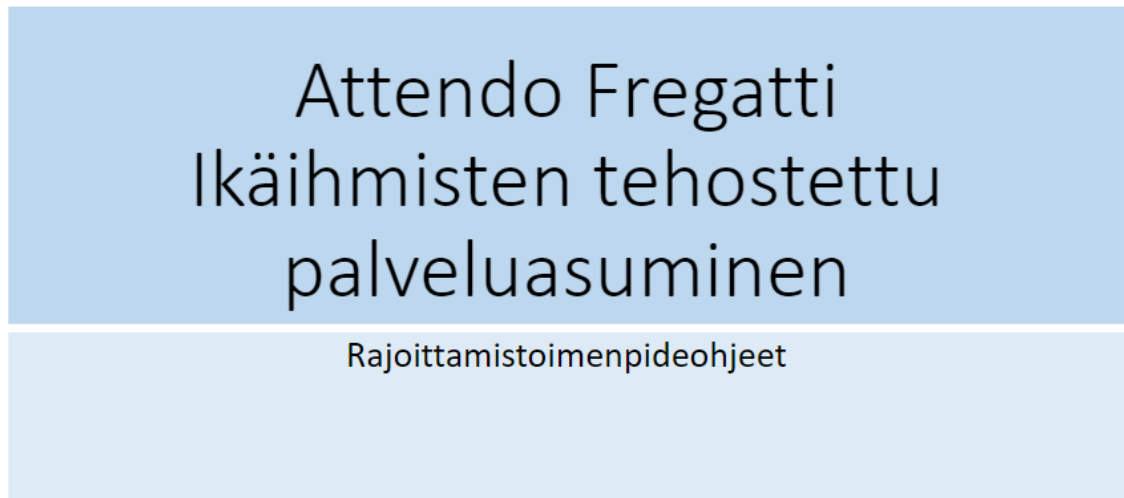 Attendo Fregatti
Ikäihmisten tehostettu
palveluasuminen
Rajoittamistoimenpideohjeet